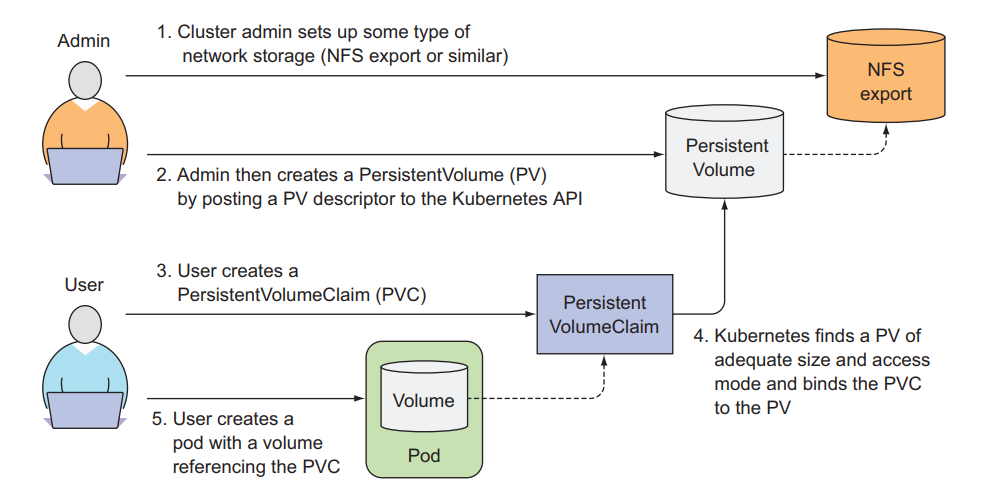 Admin
1. Cluster admin sets up some type of
network storage (NFS export or similar)
NFS
export
Persistent
Volume
2. Admin then creates a PersistentVolume (PV)
by posting a PV descriptor to the Kubernetes API
User
3. User creates a
PersistentVolumeClaim (PVC)
Persistent
VolumeClaim
4. Kubernetes finds a PV of
adequate size and access
mode and binds the PVC
to the PV
Volume
Pod
5. User creates a
pod with a volume
referencing the PVC